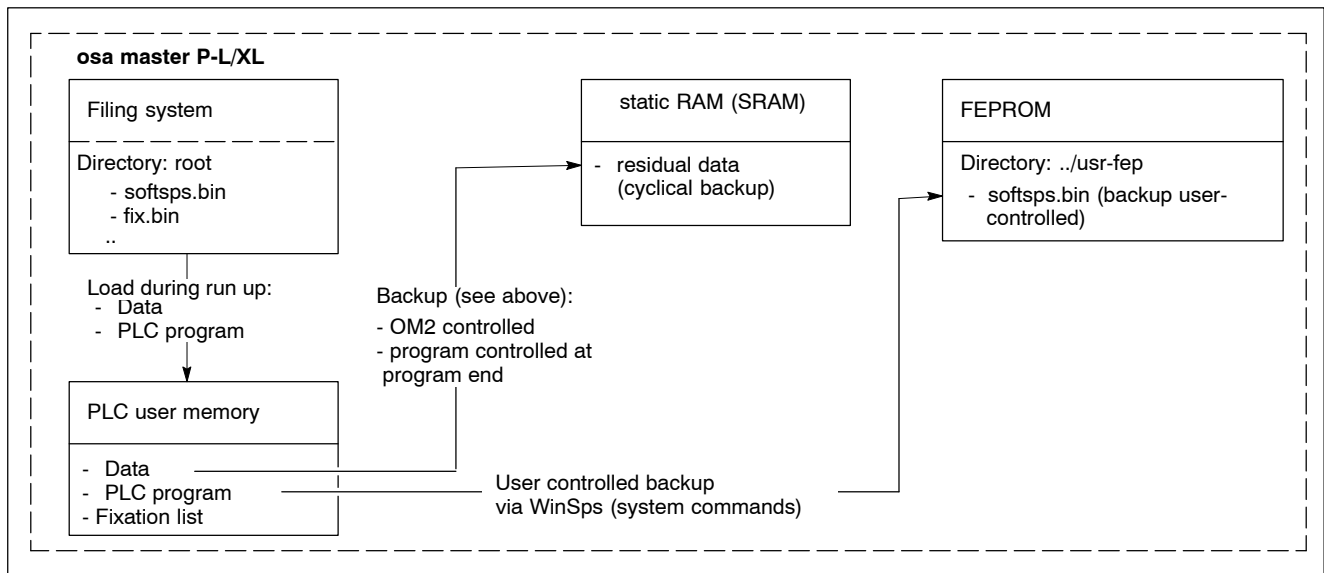 osa master P-L/XL
Filing system
Directory: root
- softsps.bin
- fix.bin
..
Load during run up:
- Data
- PLC program
PLC user memory
- Data
- PLC program
- Fixation list
static RAM (SRAM)
- residual data
(cyclical backup)
Backup (see above):
- OM2 controlled
- program controlled at
program end
User controlled backup
via WinSps (system commands)
FEPROM
Directory: ../usr-fep
- softsps.bin (backup user-
controlled)